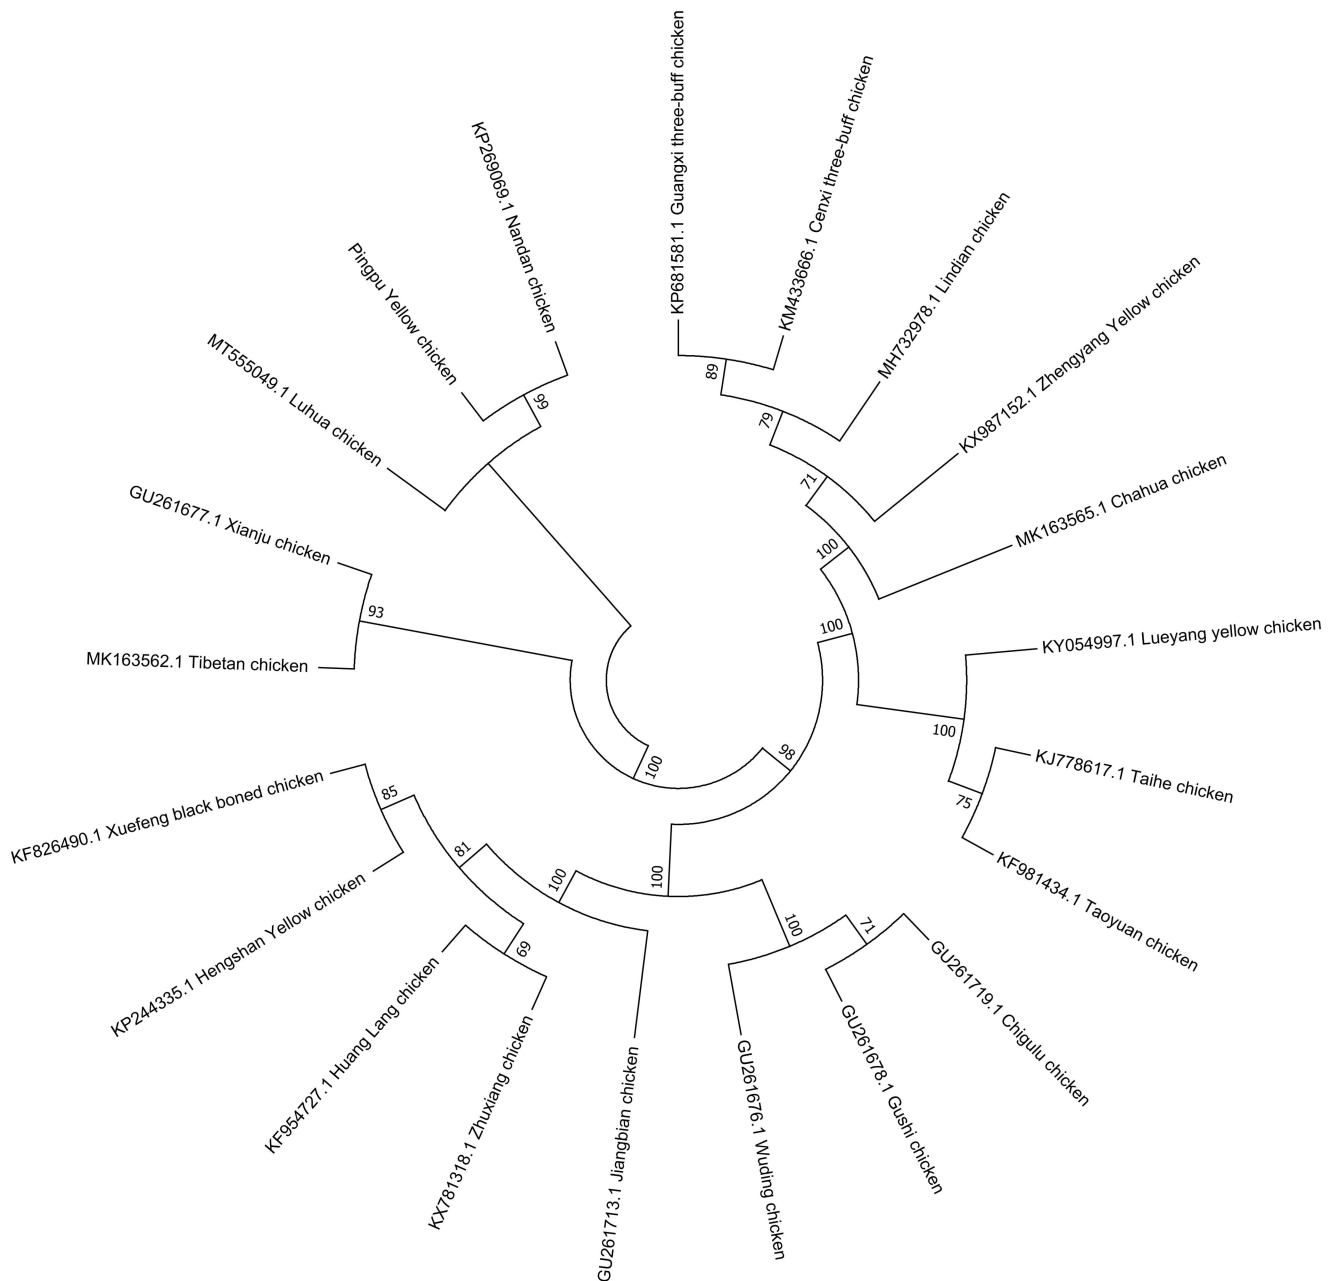 KP681581.1 Guangxi three-buff chicken
KM433666.1 Cenxi three-buff chicken
MH732978.1 Lindian chicken
KX987152.1 Zhengyang Yellow chicken
MK163565.1 Chahua chicken
KY054997.1 Lueyang yellow chicken
KJ778617.1 Taihe chicken
KF981434.1 Taoyuan chicken
GU261719.1 Chigulu chicken
GU261678.1 Gushi chicken
GU261676.1 Wuding chicken
GU261713.1 Jiangbian chicken
KX781318.1 Zhuxiang chicken
KF954727.1 Huang Lang chicken
KP244335.1 Hengshan Yellow chicken
KF826490.1 Xuefeng black boned chicken
MK163562.1 Tibetan chicken
GU261677.1 Xianju chicken
MT555049.1 Luhua chicken
Pingpu Yellow chicken
KP269069.1 Nandan chicken
89
79
71
100
100
100
75
98
71
100
100
100
69
81
85
100
93
99